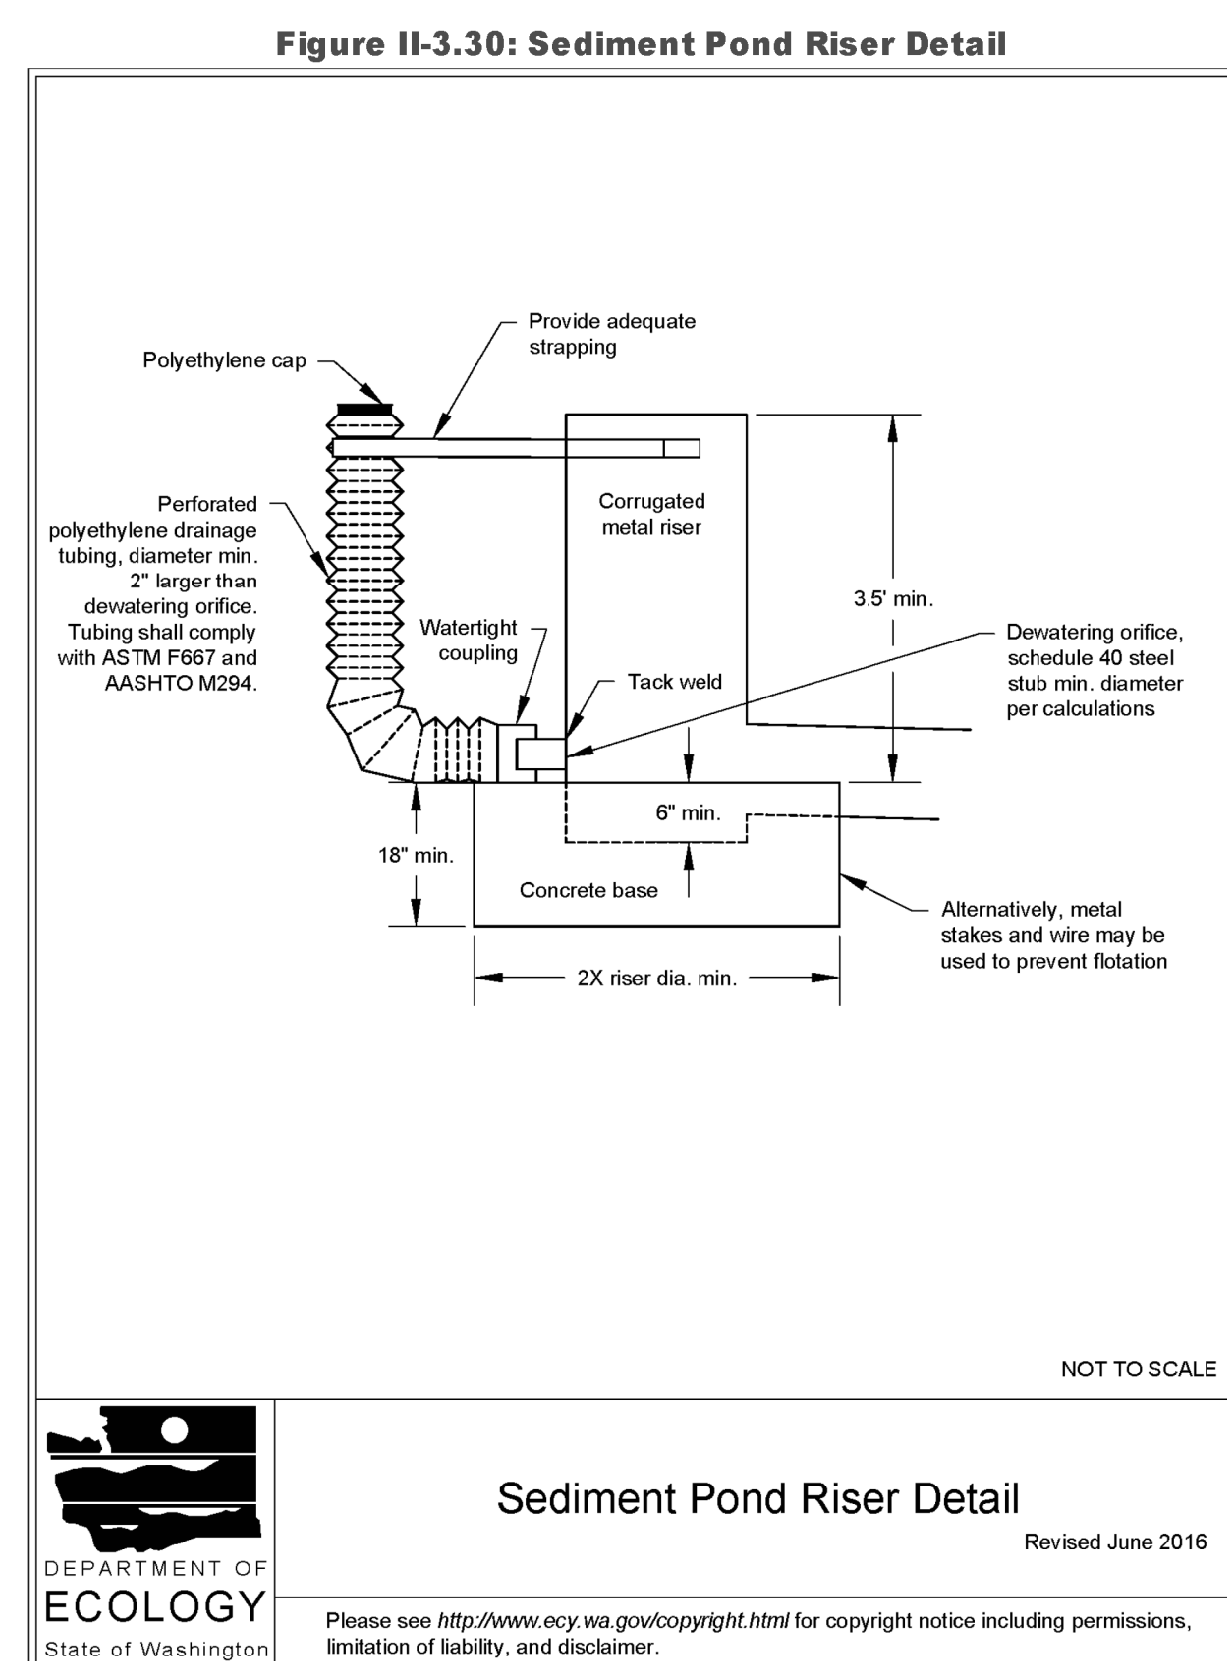 Figure II-3.30: Sediment Pond Riser Detail
Provide adequate
strapping
Polyethylene cap
Perforated
polyethylene drainage
tubing, diameter min.
2" larger than
dewatering orifice.
Tubing shall comply
with ASTM F667 and
AASHTO M294.
Corrugated
metal riser
3.5' min.
Watertight
coupling
Tack weld
Dewatering orifice,
schedule 40 steel
stub min. diameter
per calculations
6" min.
18" min.
Concrete base
Alternatively, metal
stakes and wire may be
used to prevent flotation
2X riser dia. min.
NOT TO SCALE
Sediment Pond Riser Detail
Revised June 2016
DEPARTMENT OF
ECOLOGY
State of Washington
Please see http://www.ecy.wa.gov/copyright.html for copyright notice including permissions,
limitation of liability, and disclaimer.